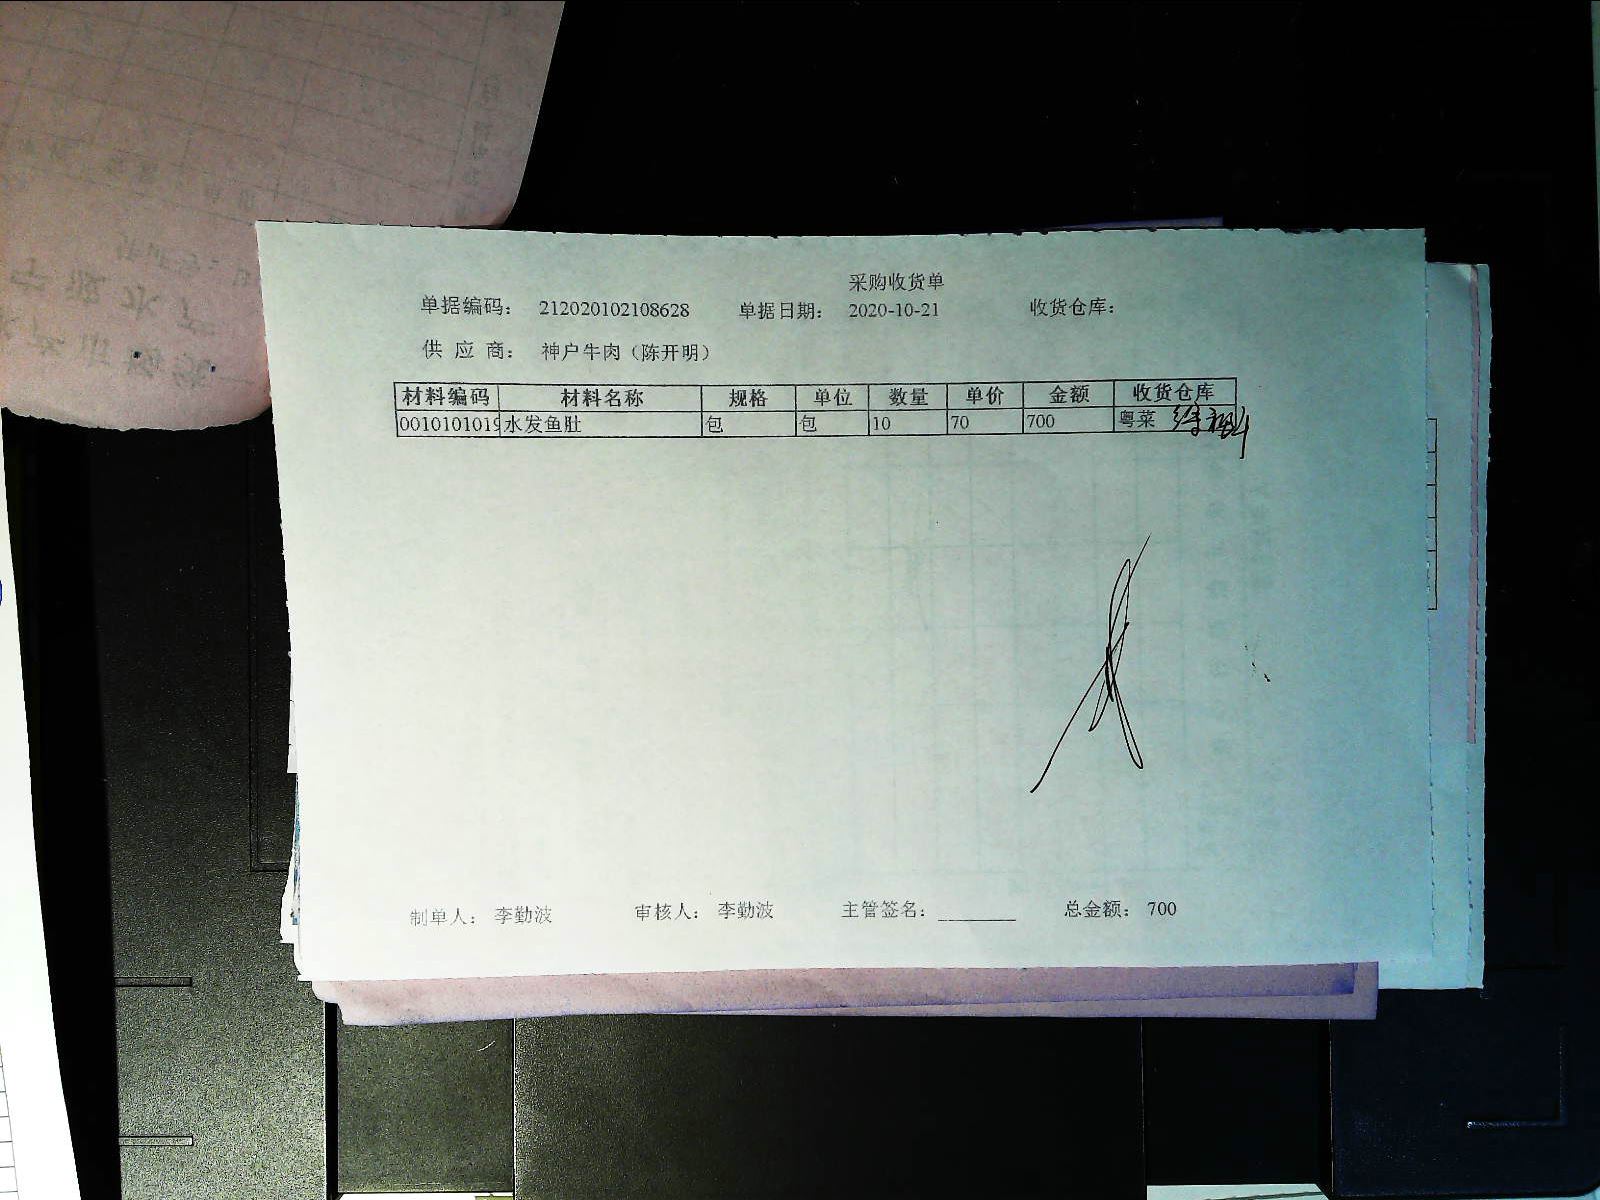 采购收货单
单据编码： 212020102108628 单据日期： 2020-10-21 收货仓库：
供 应 商： 神户牛肉（陈开明）
材料编码 材料名称 规格 单位 数量 单价 金额 收货仓库
0010101019 水发鱼肚 包 包 10 70 700 粤菜
制单人： 李勤波 审核人： 李勤波 主管签名： ________ 总金额： 700